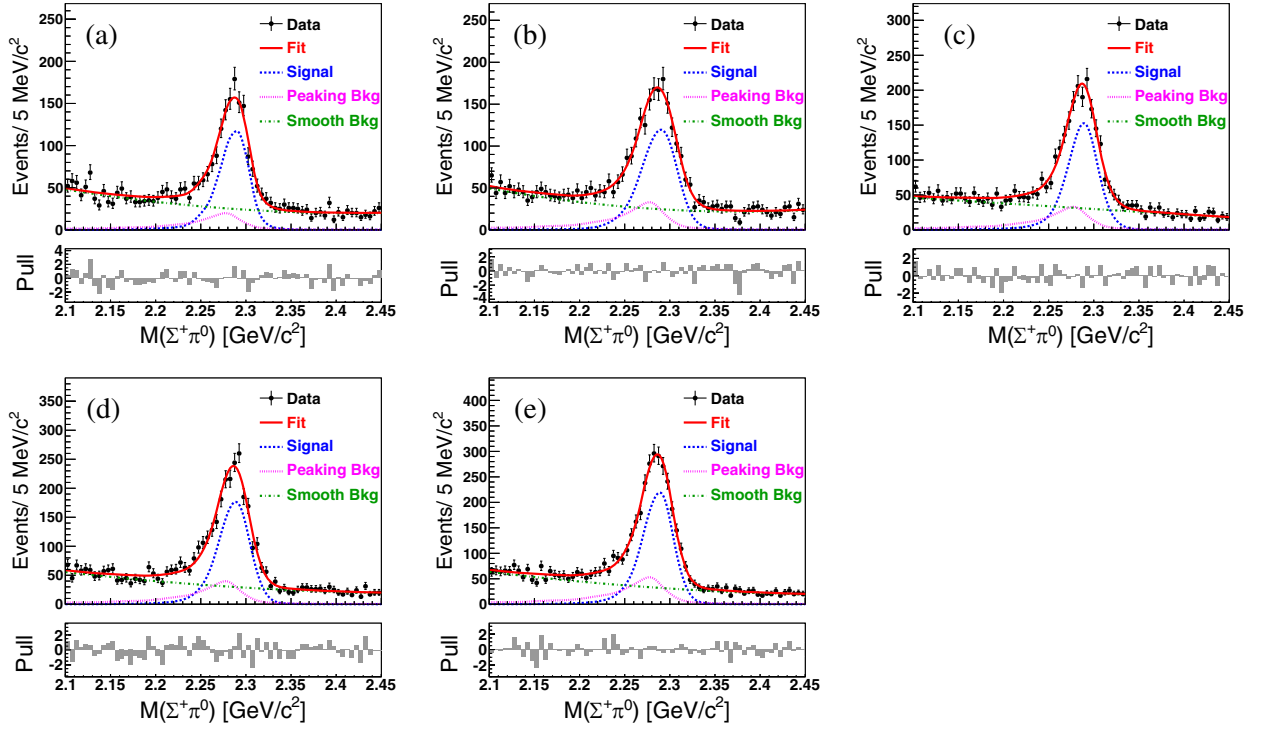 (a)
Data
Fit
Signal
Peaking Bkg
Smooth Bkg
Events/ 5 MeV/c²
250
200
150
100
50
0
Pull
4
2
0
-2
2.1 2.15 2.2 2.25 2.3 2.35 2.4 2.45
M(Σ⁺π⁰) [GeV/c²]
(b)
Data
Fit
Signal
Peaking Bkg
Smooth Bkg
Events/ 5 MeV/c²
250
200
150
100
50
0
Pull
2
0
-2
-4
2.1 2.15 2.2 2.25 2.3 2.35 2.4 2.45
M(Σ⁺π⁰) [GeV/c²]
(c)
Data
Fit
Signal
Peaking Bkg
Smooth Bkg
Events/ 5 MeV/c²
300
250
200
150
100
50
0
Pull
2
0
-2
2.1 2.15 2.2 2.25 2.3 2.35 2.4 2.45
M(Σ⁺π⁰) [GeV/c²]
(d)
Data
Fit
Signal
Peaking Bkg
Smooth Bkg
Events/ 5 MeV/c²
350
300
250
200
150
100
50
0
Pull
2
0
-2
2.1 2.15 2.2 2.25 2.3 2.35 2.4 2.45
M(Σ⁺π⁰) [GeV/c²]
(e)
Data
Fit
Signal
Peaking Bkg
Smooth Bkg
Events/ 5 MeV/c²
400
350
300
250
200
150
100
50
0
Pull
2
0
-2
2.1 2.15 2.2 2.25 2.3 2.35 2.4 2.45
M(Σ⁺π⁰) [GeV/c²]